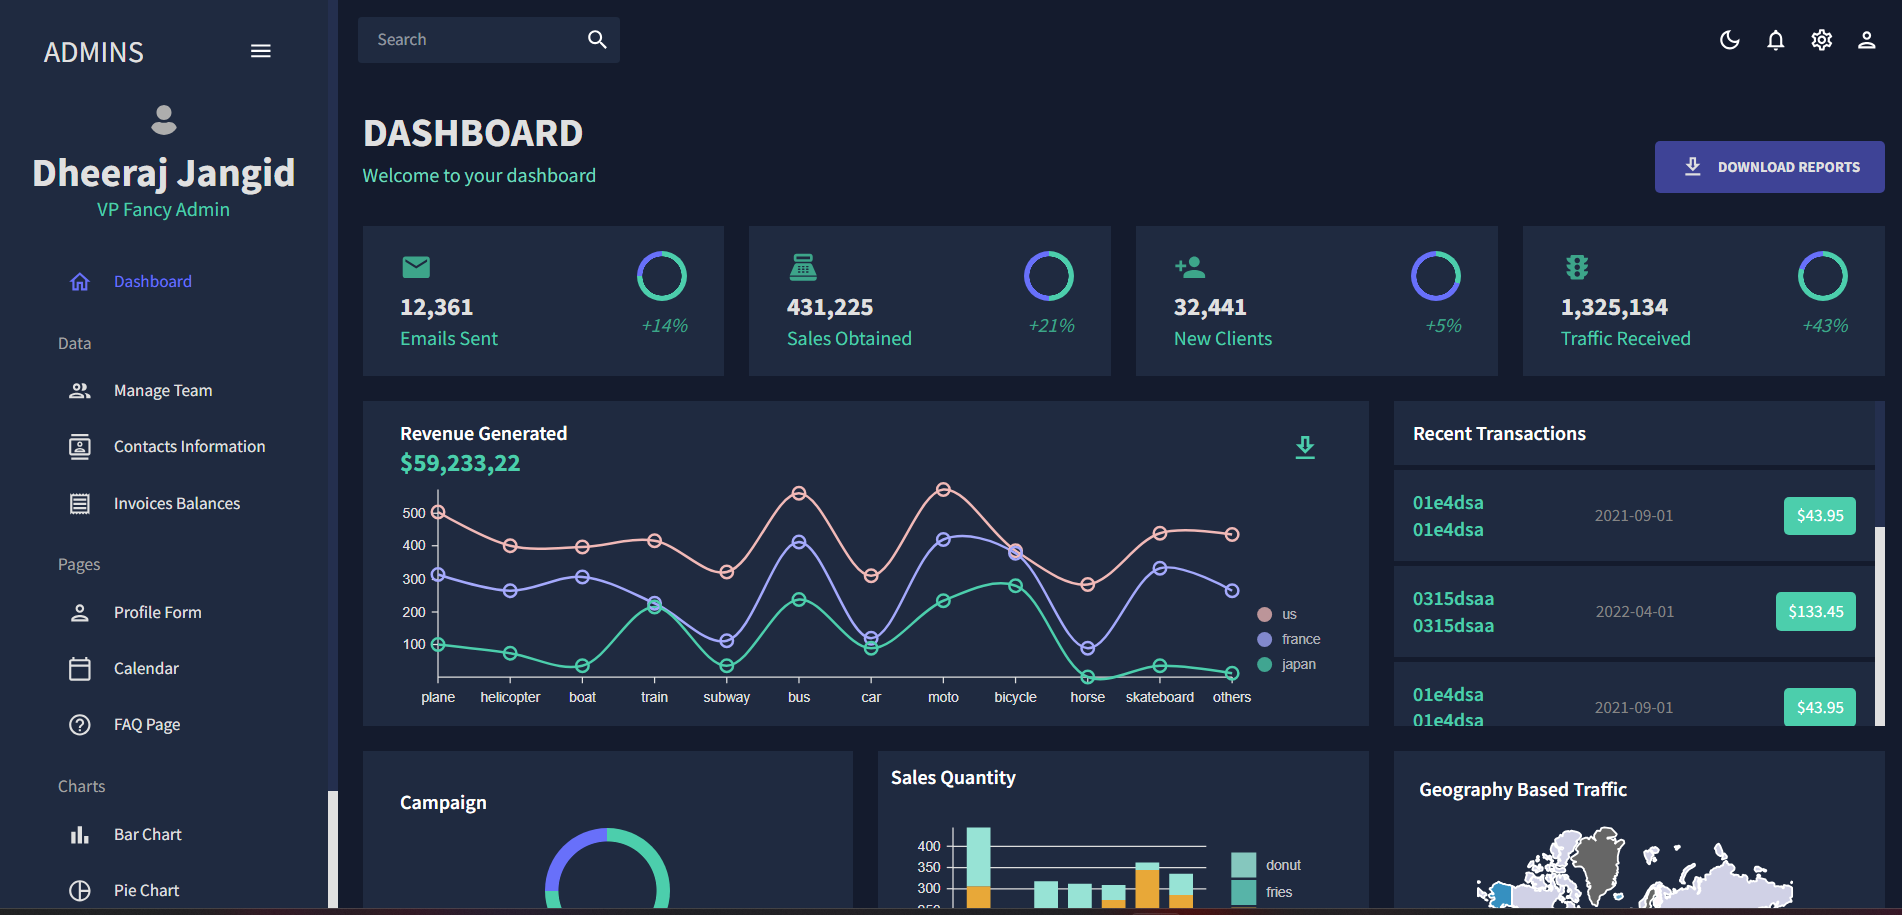 ADMINS
Dheeraj Jangid
VP Fancy Admin
Dashboard
Data
Manage Team
Contacts Information
Invoices Balances
Pages
Profile Form
Calendar
FAQ Page
Charts
Bar Chart
Pie Chart
Search
DASHBOARD
Welcome to your dashboard
DOWNLOAD REPORTS
12,361
Emails Sent
+14%
431,225
Sales Obtained
+21%
32,441
New Clients
+5%
1,325,134
Traffic Received
+43%
Revenue Generated
$59,233,22
500
400
300
200
100
plane helicopter boat train subway bus car moto bicycle horse skateboard others
us
france
japan
Recent Transactions
01e4dsa
01e4dsa
2021-09-01
$43.95
0315dsaa
0315dsaa
2022-04-01
$133.45
01e4dsa
01e4dsa
2021-09-01
$43.95
Campaign
Sales Quantity
400
350
300
donut
fries
Geography Based Traffic